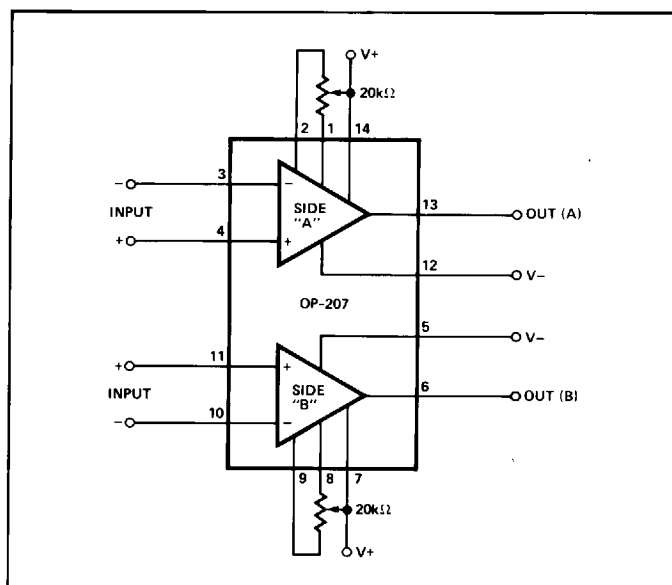 V+
20kΩ
2 1 14
− 3 − 13 OUT (A)
SIDE
"A"
INPUT
+ 4 + 12 V−
OP-207
5 V−
+ 11 + 6 OUT (B)
SIDE
"B"
INPUT
− 10 −
9 8 7
20kΩ
V+